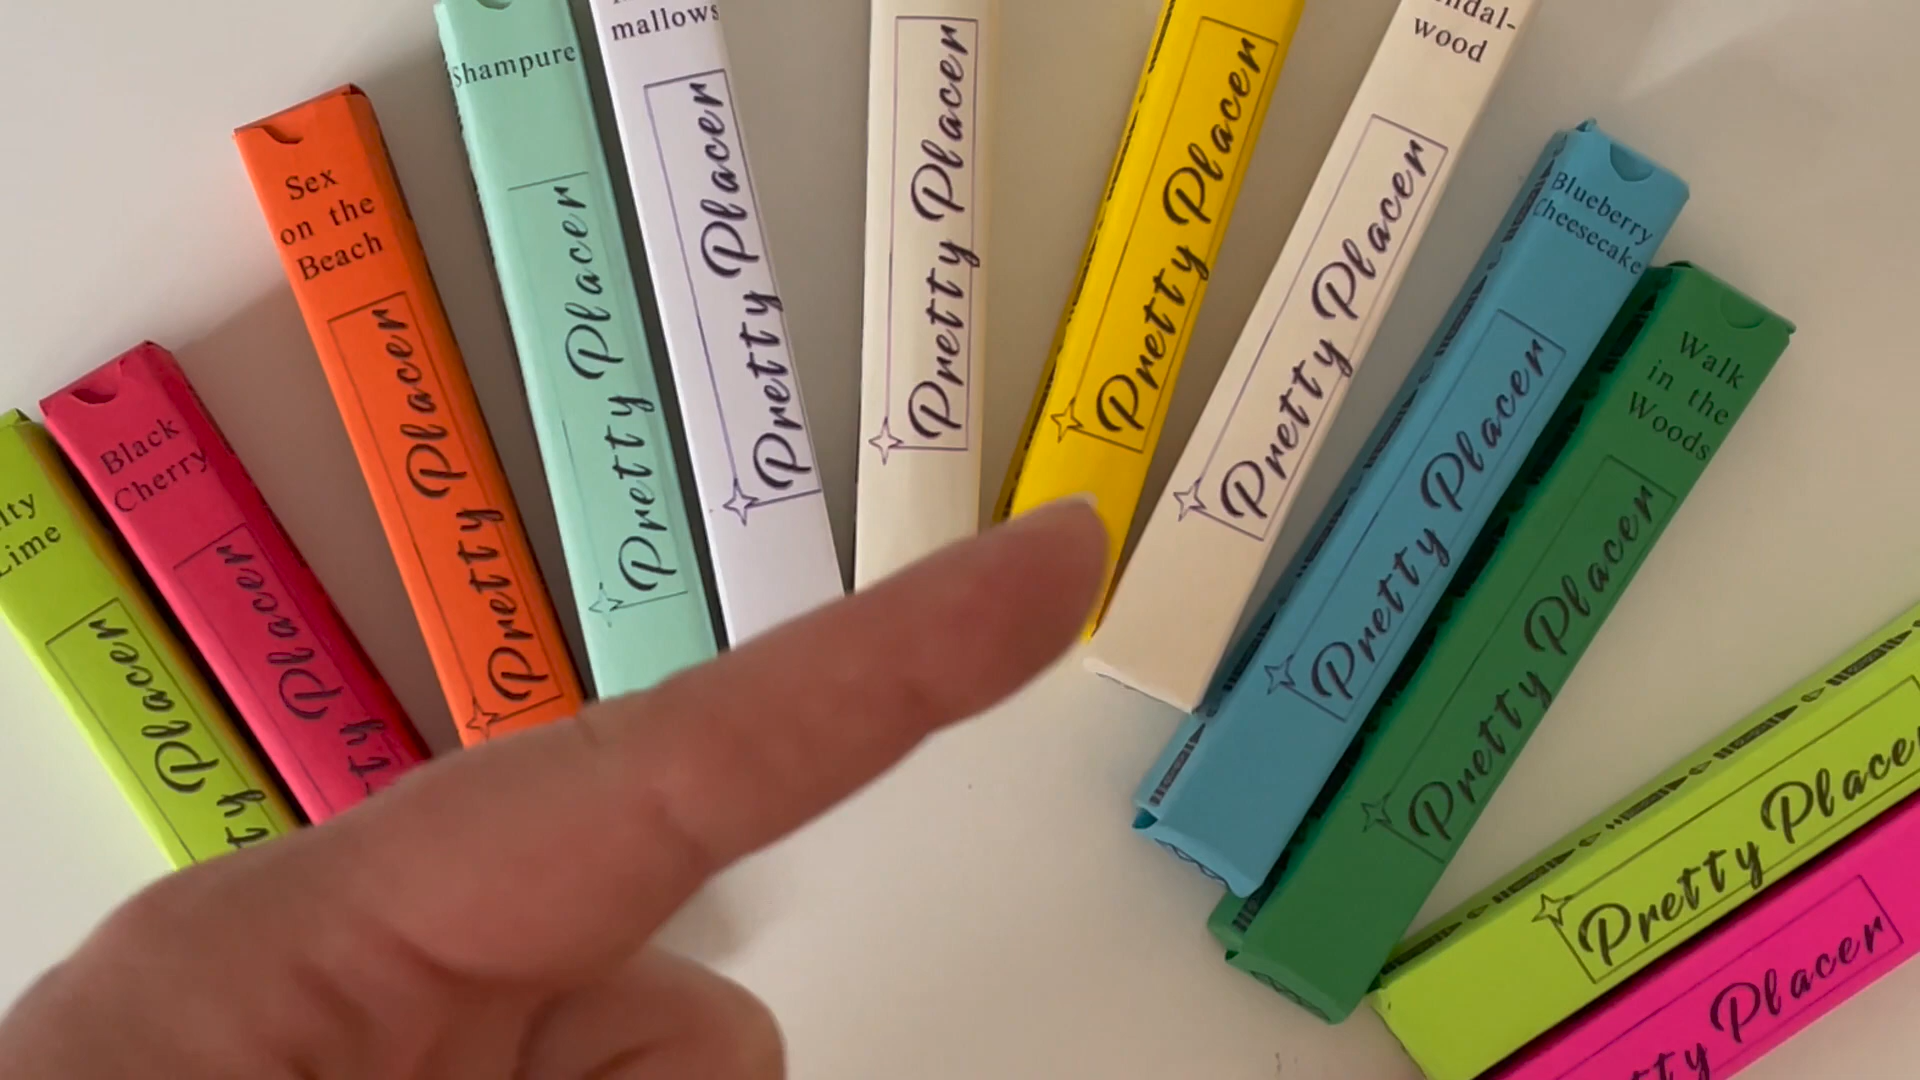 Lime
Placer
Black
Cherry
Placer
Sex
on the
Beach
Pretty Placer
Shampure
Pretty Placer
mallows
Pretty Placer
Pretty Placer
Pretty Placer
wood
Pretty Placer
Blueberry
Cheesecake
Pretty Placer
Walk
in the
Woods
Pretty Placer
Pretty Placer
Placer